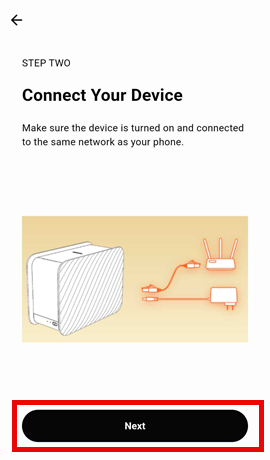 STEP TWO
Connect Your Device
Make sure the device is turned on and connected
to the same network as your phone.
Next